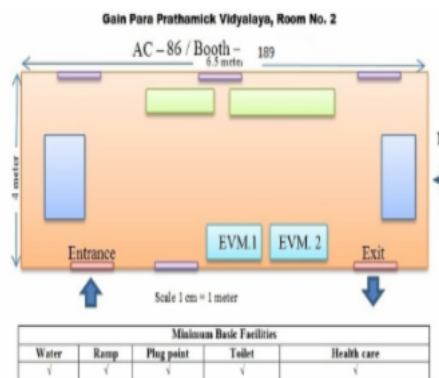 Gain Para Prathamick Vidyalaya, Room No. 2
AC – 86 / Booth – 189
6.5 meter
4 meter
EVM.1 EVM. 2
Entrance Exit
Scale 1 cm = 1 meter
Minimum Basic Facilities
Water Ramp Plug point Toilet Health care
√ √ √ √ √